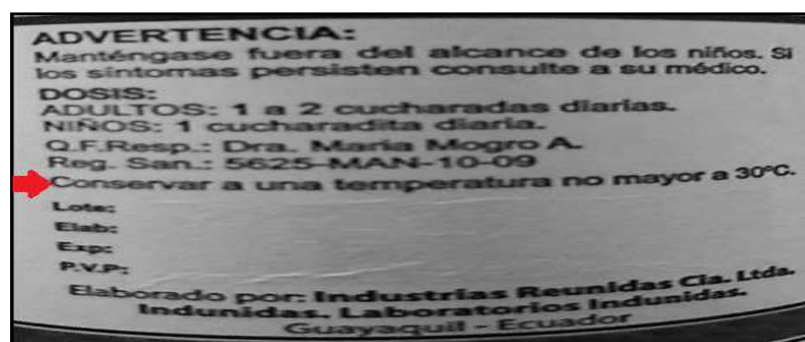 ADVERTENCIA:
Manténgase fuera del alcance de los niños. Si
los síntomas persisten consulte a su médico.
DOSIS:
ADULTOS: 1 a 2 cucharadas diarias.
NIÑOS: 1 cucharadita diaria.
Q.F.Resp.: Dra. María Mogro A.
Reg. San.: 5625-MAN-10-09
Conservar a una temperatura no mayor a 30°C.
Lote:
Elab:
Exp:
P.V.P:
Elaborado por: Industrias Reunidas Cia. Ltda.
Indunidas. Laboratorios Indunidas.
Guayaquil - Ecuador